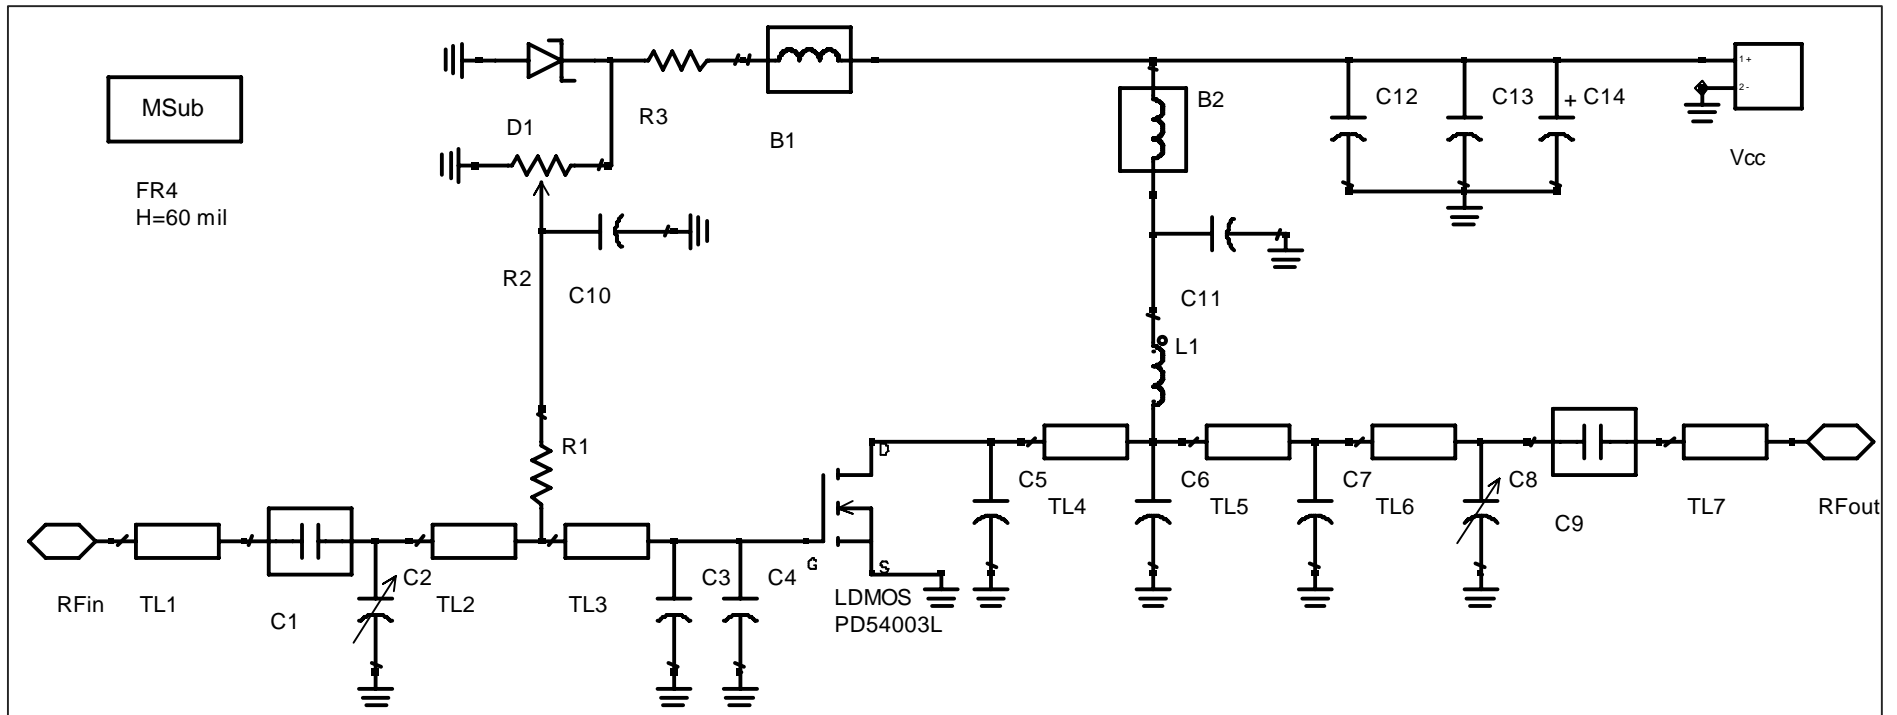 MSub
FR4
H=60 mil
D1
R3
B1
B2
C12
C13
+ C14
1+
2-
Vcc
R2
C10
C11
L1
R1
D
G
S
C5
TL4
C6
TL5
C7
TL6
C8
C9
TL7
RFout
RFin
TL1
C1
C2
TL2
TL3
C3
C4
LDMOS
PD54003L